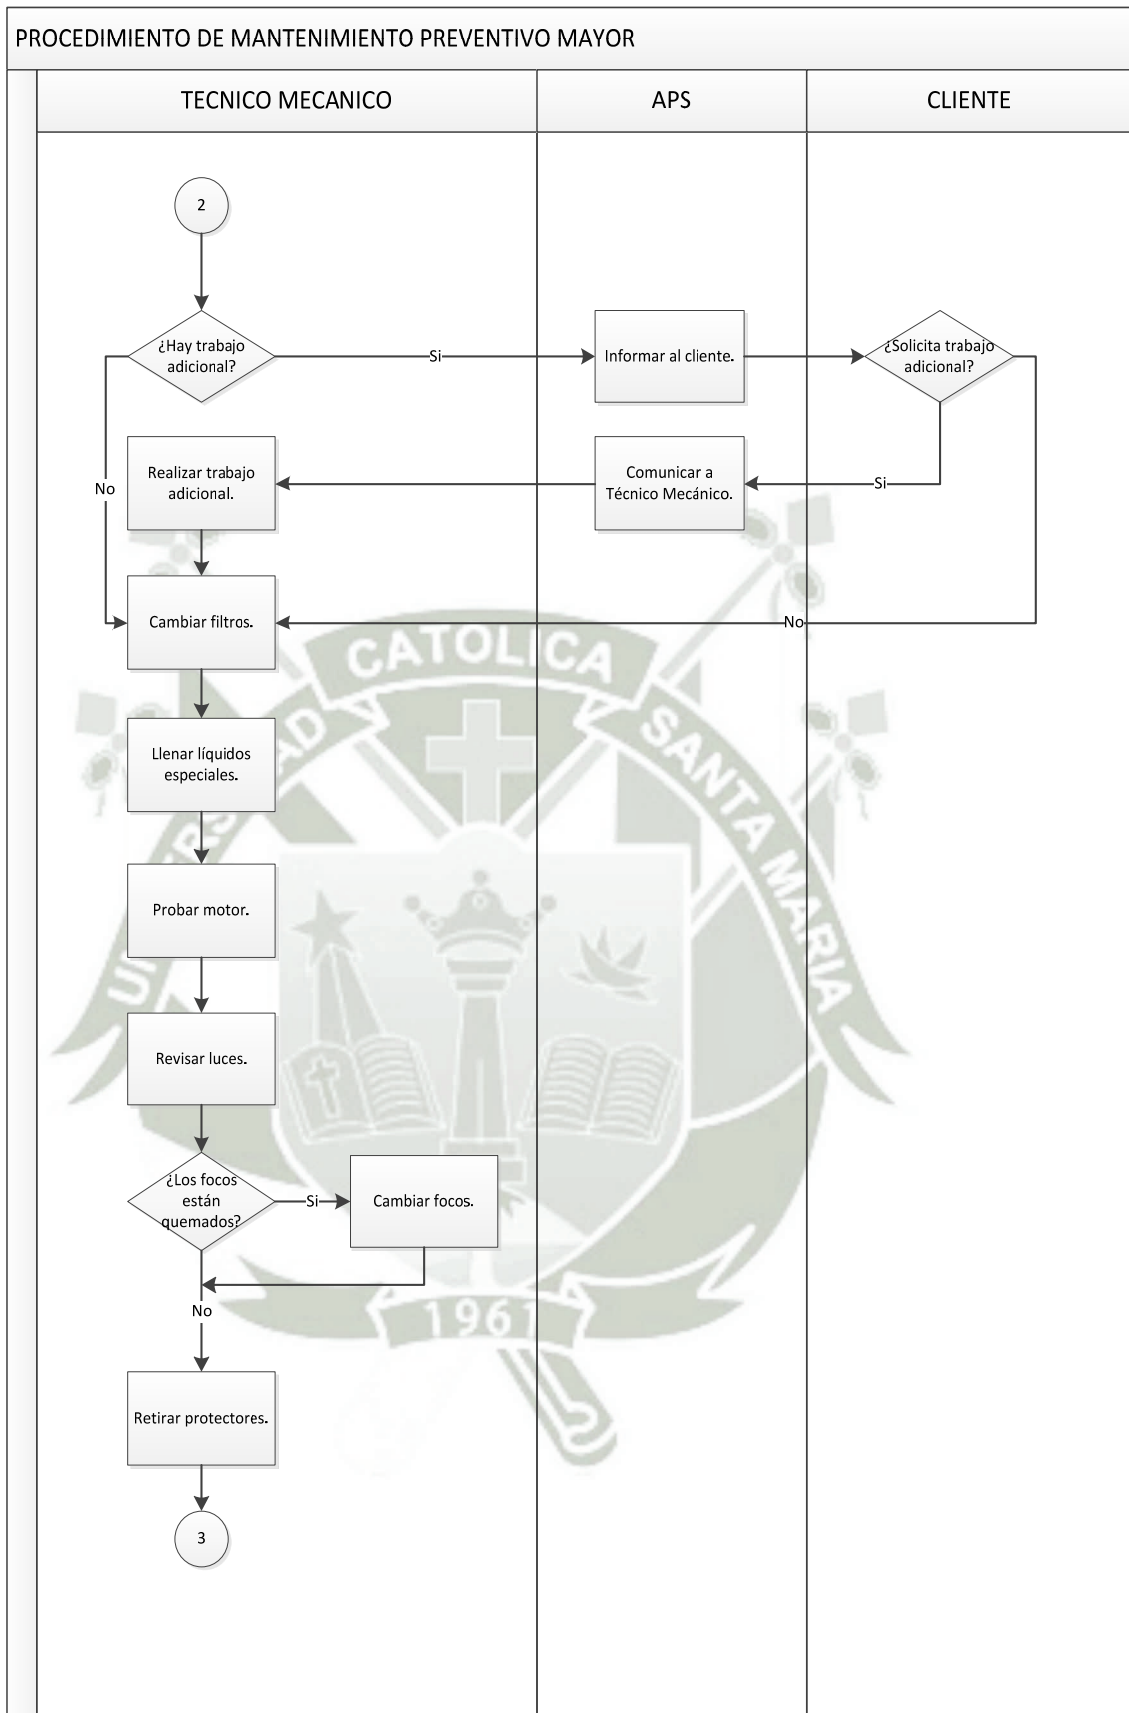 PROCEDIMIENTO DE MANTENIMIENTO PREVENTIVO MAYOR
TECNICO MECANICO
APS
CLIENTE
2
¿Hay trabajo
adicional?
Si
Informar al cliente.
¿Solicita trabajo
adicional?
No
Realizar trabajo
adicional.
Comunicar a
Técnico Mecánico.
Si
Cambiar filtros.
No
CATOLICA
SANTA MARIA
Llenar líquidos
especiales.
Probar motor.
Revisar luces.
¿Los focos
están
quemados?
Si
Cambiar focos.
No
1961
Retirar protectores.
3